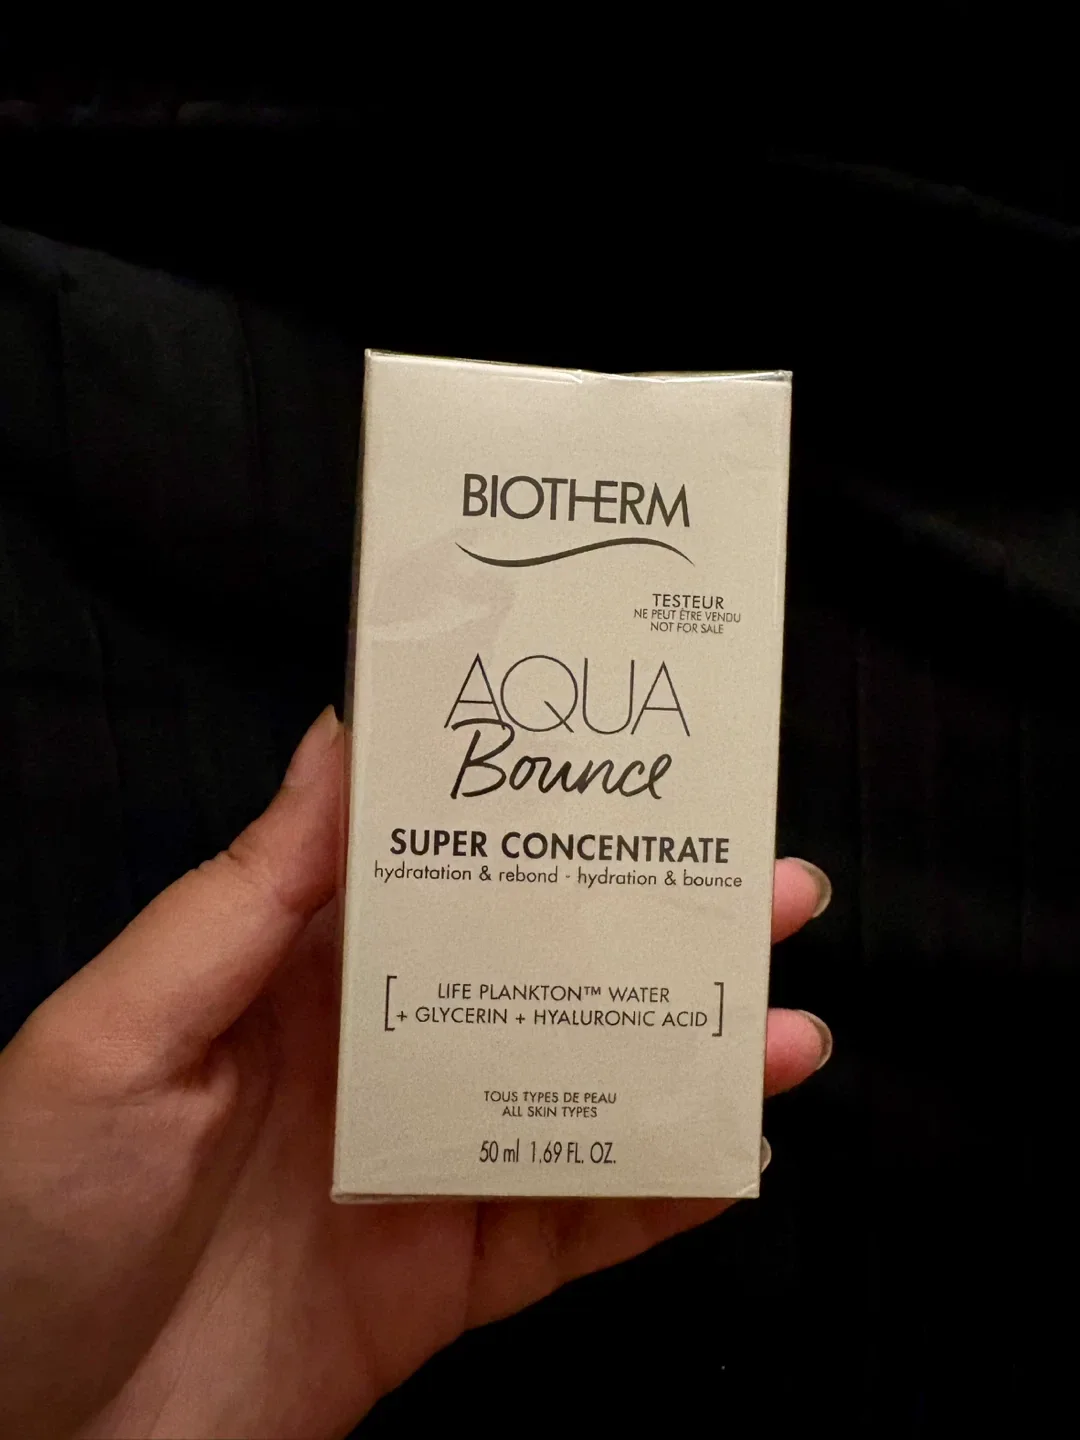 BIOTHERM
TESTEUR
NE PEUT ÊTRE VENDU
NOT FOR SALE
AQUA
Bounce
SUPER CONCENTRATE
hydratation & rebond - hydration & bounce
LIFE PLANKTON™ WATER
+ GLYCERIN + HYALURONIC ACID
TOUS TYPES DE PEAU
ALL SKIN TYPES
50 ml 1.69 FL. OZ.